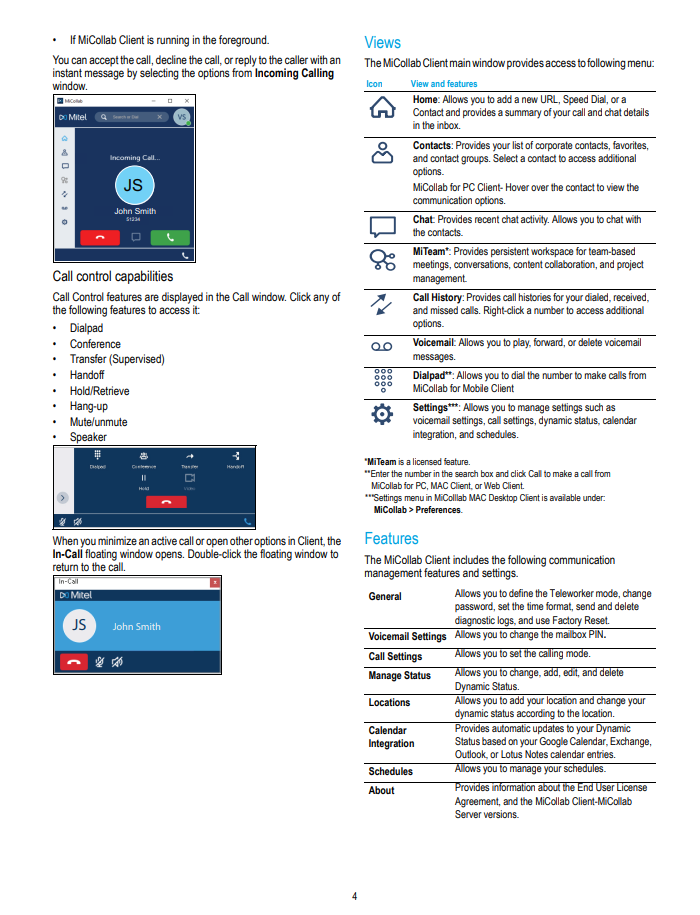 • If MiCollab Client is running in the foreground.
You can accept the call, decline the call, or reply to the caller with an
instant message by selecting the options from Incoming Calling
window.
MiCollab
Mitel
Search or Dial
VS
Incoming Call...
JS
John Smith
51234
Call control capabilities
Call Control features are displayed in the Call window. Click any of
the following features to access it:
• Dialpad
• Conference
• Transfer (Supervised)
• Handoff
• Hold/Retrieve
• Hang-up
• Mute/unmute
• Speaker
Dialpad Conference Transfer Handoff
Hold Video
When you minimize an active call or open other options in Client, the
In-Call floating window opens. Double-click the floating window to
return to the call.
In-Call x
Mitel
JS John Smith
Views
The MiCollab Client main window provides access to following menu:
Icon View and features
Home: Allows you to add a new URL, Speed Dial, or a
Contact and provides a summary of your call and chat details
in the inbox.
Contacts: Provides your list of corporate contacts, favorites,
and contact groups. Select a contact to access additional
options.
MiCollab for PC Client- Hover over the contact to view the
communication options.
Chat: Provides recent chat activity. Allows you to chat with
the contacts.
MiTeam*: Provides persistent workspace for team-based
meetings, conversations, content collaboration, and project
management.
Call History: Provides call histories for your dialed, received,
and missed calls. Right-click a number to access additional
options.
Voicemail: Allows you to play, forward, or delete voicemail
messages.
Dialpad**: Allows you to dial the number to make calls from
MiCollab for Mobile Client
Settings***: Allows you to manage settings such as
voicemail settings, call settings, dynamic status, calendar
integration, and schedules.
*MiTeam is a licensed feature.
**Enter the number in the search box and click Call to make a call from
MiCollab for PC, MAC Client, or Web Client.
***Settings menu in MiColllab MAC Desktop Client is available under:
MiCollab > Preferences.
Features
The MiCollab Client includes the following communication
management features and settings.
General Allows you to define the Teleworker mode, change
password, set the time format, send and delete
diagnostic logs, and use Factory Reset.
Voicemail Settings Allows you to change the mailbox PIN.
Call Settings Allows you to set the calling mode.
Manage Status Allows you to change, add, edit, and delete
Dynamic Status.
Locations Allows you to add your location and change your
dynamic status according to the location.
Calendar Provides automatic updates to your Dynamic
Integration Status based on your Google Calendar, Exchange,
Outlook, or Lotus Notes calendar entries.
Schedules Allows you to manage your schedules.
About Provides information about the End User License
Agreement, and the MiCollab Client-MiCollab
Server versions.
4